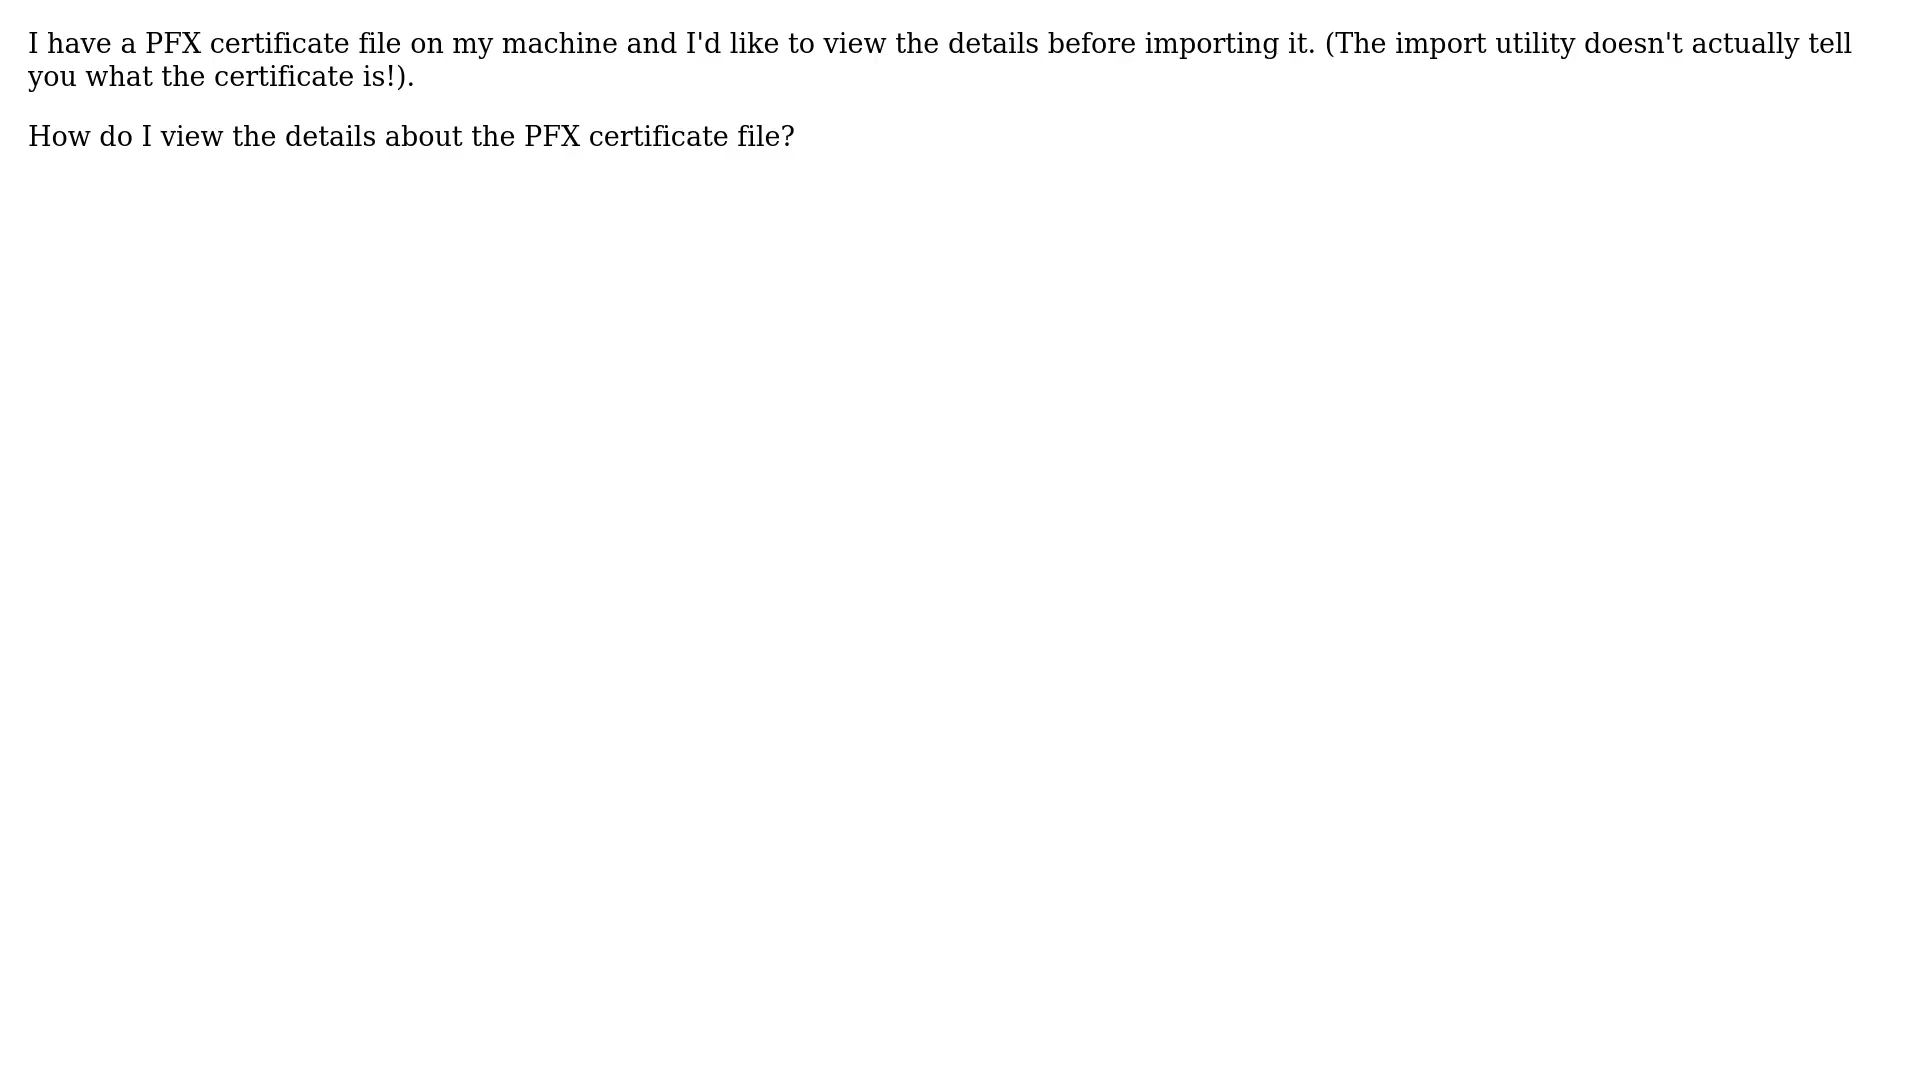 I have a PFX certificate file on my machine and I'd like to view the details before importing it. (The import utility doesn't actually tell
you what the certificate is!).
How do I view the details about the PFX certificate file?